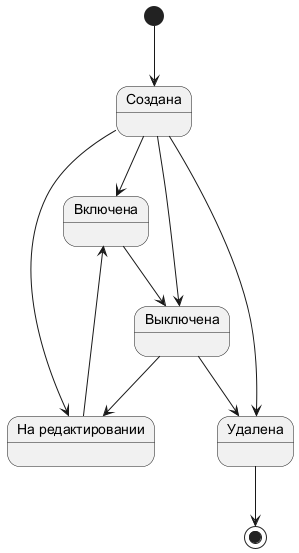 Создана
Включена
Выключена
На редактировании
Удалена